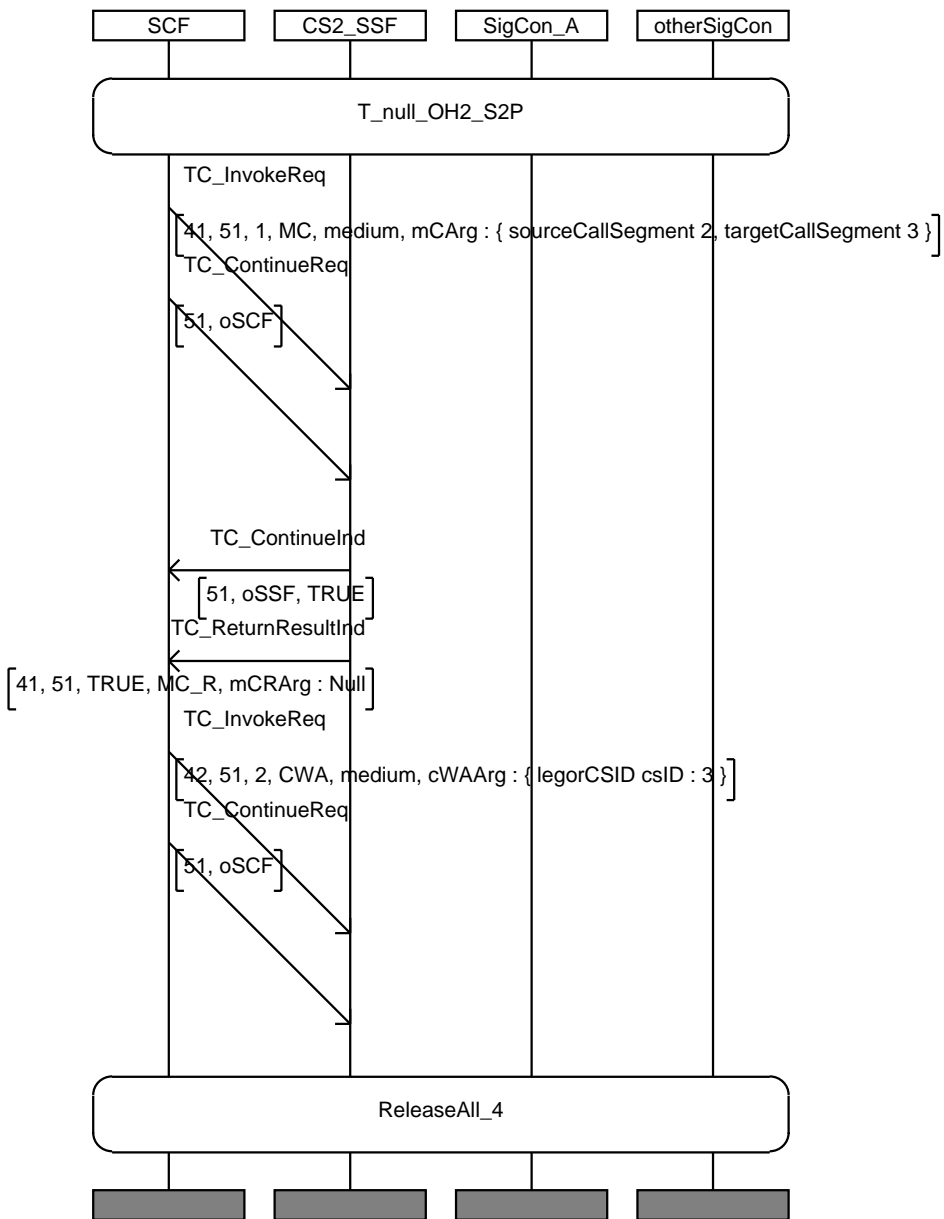 SCF CS2_SSF SigCon_A otherSigCon
T_null_OH2_S2P
TC_InvokeReq
41, 51, 1, MC, medium, mCArg : { sourceCallSegment 2, targetCallSegment 3 }
TC_ContinueReq
51, oSCF
TC_ContinueInd
51, oSSF, TRUE
TC_ReturnResultInd
41, 51, TRUE, MC_R, mCRArg : Null
TC_InvokeReq
42, 51, 2, CWA, medium, cWAArg : { legorCSID csID : 3 }
TC_ContinueReq
51, oSCF
ReleaseAll_4